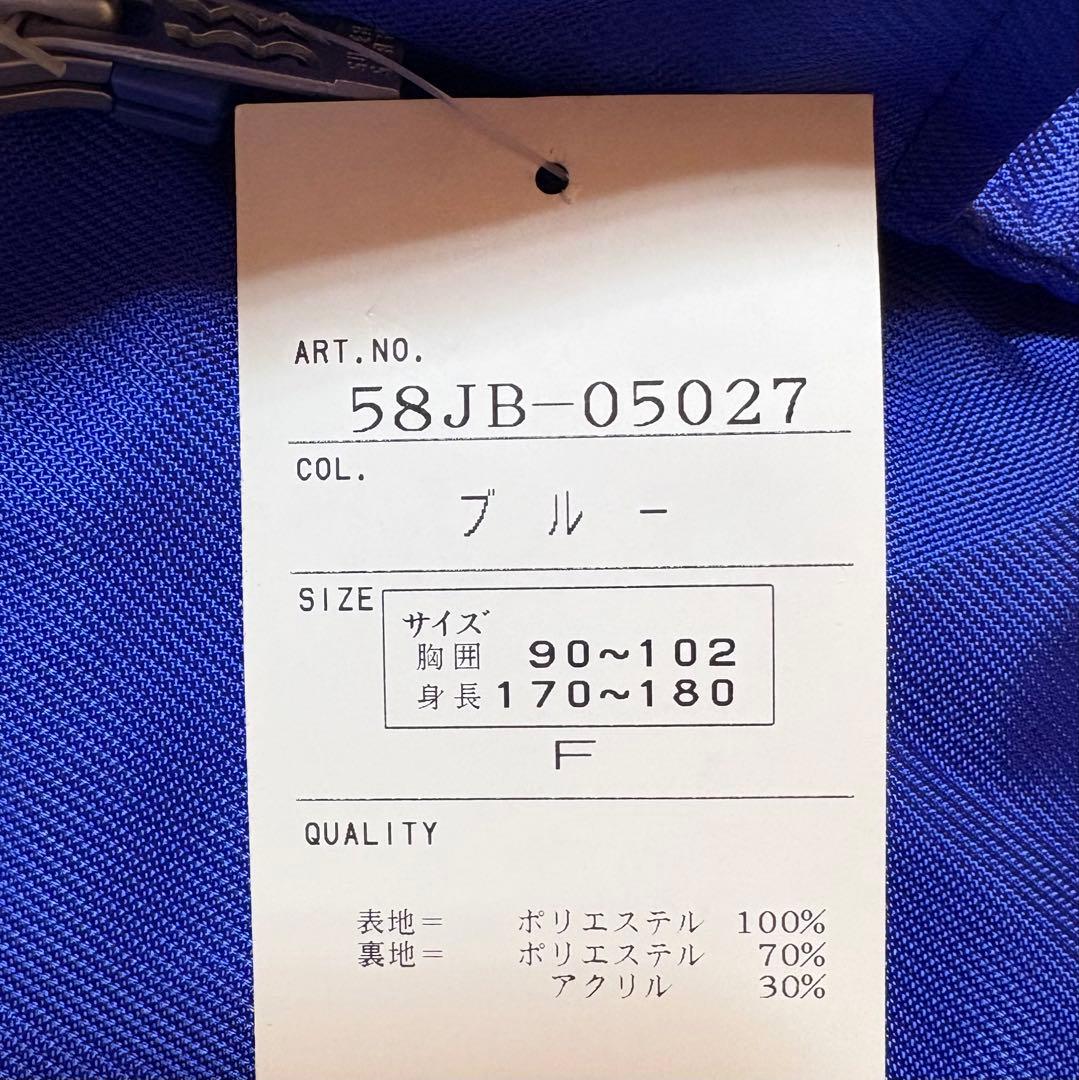 ART.NO.
58JB-05027
COL.
ブルー
SIZE
サイズ
胸囲 90~102
身長 170~180
F
QUALITY
表地= ポリエステル 100%
裏地= ポリエステル 70%
アクリル 30%